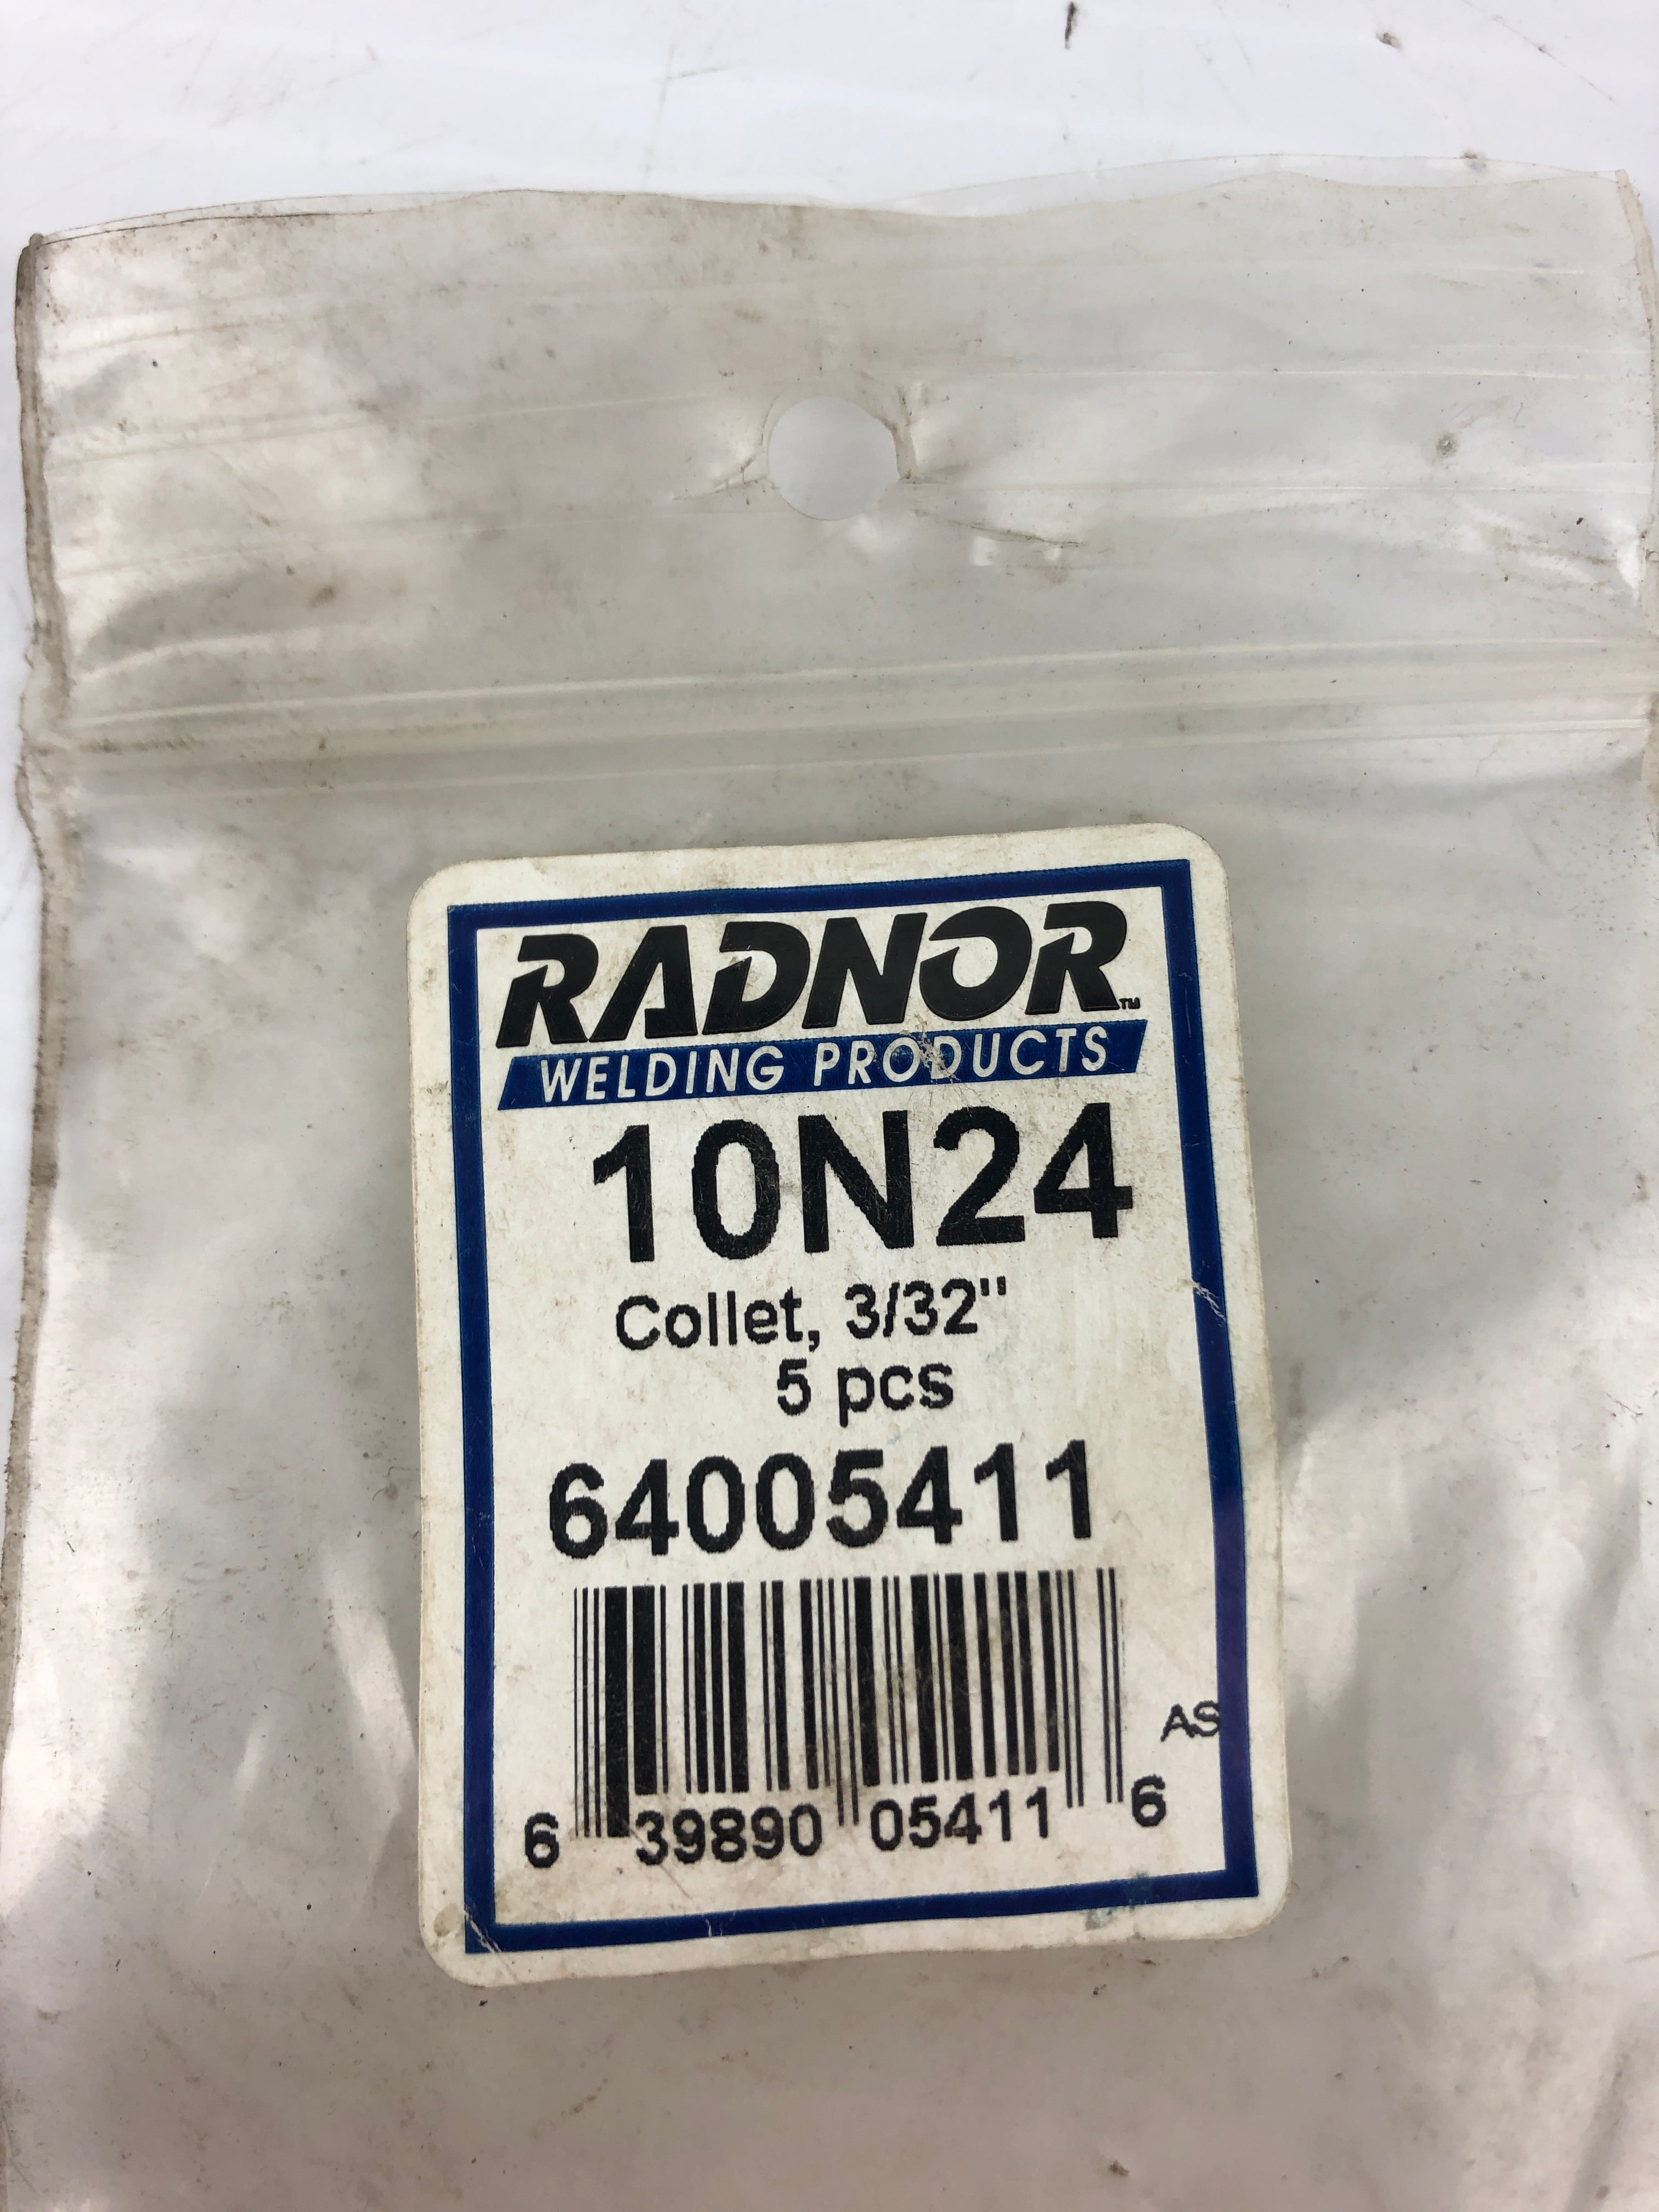 RADNOR™
WELDING PRODUCTS
10N24
Collet, 3/32"
5 pcs
64005411
AS
6 39890 05411 6